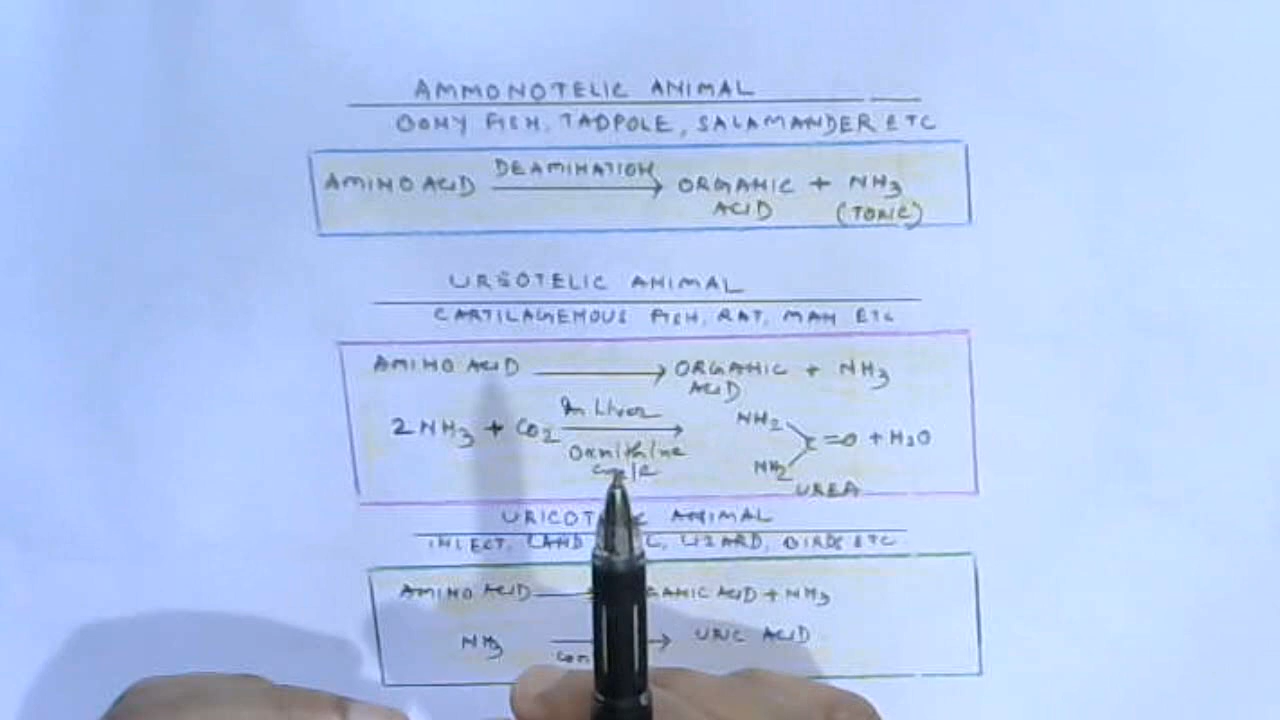 AMMONOTELIC ANIMAL
BONY FISH, TADPOLE, SALAMANDER ETC
AMINO ACID DEAMINATION ORGANIC ACID + NH3 (TOXIC)
UREOTELIC ANIMAL
CARTILAGENOUS FISH, RAT, MAN ETC
AMINO ACID ORGANIC ACID + NH3
2NH3 + CO2 In Liver Ornithine cycle NH2 NH2 C=O + H2O
UREA
ANIMAL
INSECT, LAND LIZARD, BIRDS ETC
AMINO ACID ACID + NH3
NH3 URIC ACID